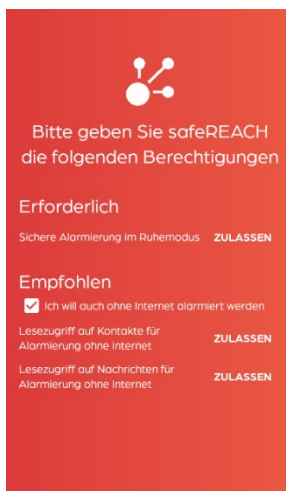 Bitte geben Sie safeREACH
die folgenden Berechtigungen
Erforderlich
Sichere Alarmierung im Ruhemodus ZULASSEN
Empfohlen
Ich will auch ohne Internet alarmiert werden
Lesezugriff auf Kontakte für
Alarmierung ohne Internet ZULASSEN
Lesezugriff auf Nachrichten für
Alarmierung ohne Internet ZULASSEN